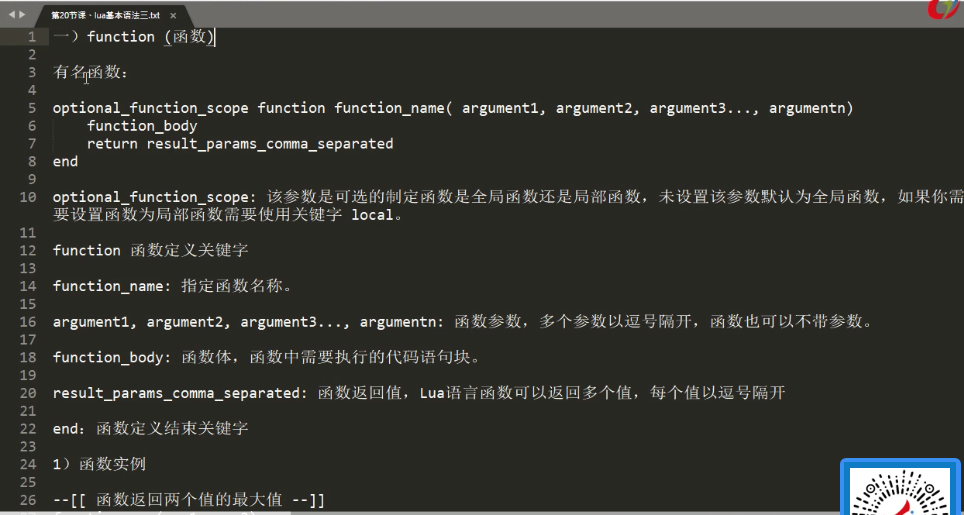 第20节课 - lua基本语法三.txt ×
1 一）function (函数)
2
3 有名函数：
4
5 optional_function_scope function function_name( argument1, argument2, argument3..., argumentn)
6 function_body
7 return result_params_comma_separated
8 end
9
10 optional_function_scope: 该参数是可选的制定函数是全局函数还是局部函数，未设置该参数默认为全局函数，如果你需
要设置函数为局部函数需要使用关键字 local。
11
12 function 函数定义关键字
13
14 function_name: 指定函数名称。
15
16 argument1, argument2, argument3..., argumentn: 函数参数，多个参数以逗号隔开，函数也可以不带参数。
17
18 function_body: 函数体，函数中需要执行的代码语句块。
19
20 result_params_comma_separated: 函数返回值，Lua语言函数可以返回多个值，每个值以逗号隔开
21
22 end：函数定义结束关键字
23
24 1）函数实例
25
26 --[[ 函数返回两个值的最大值 --]]